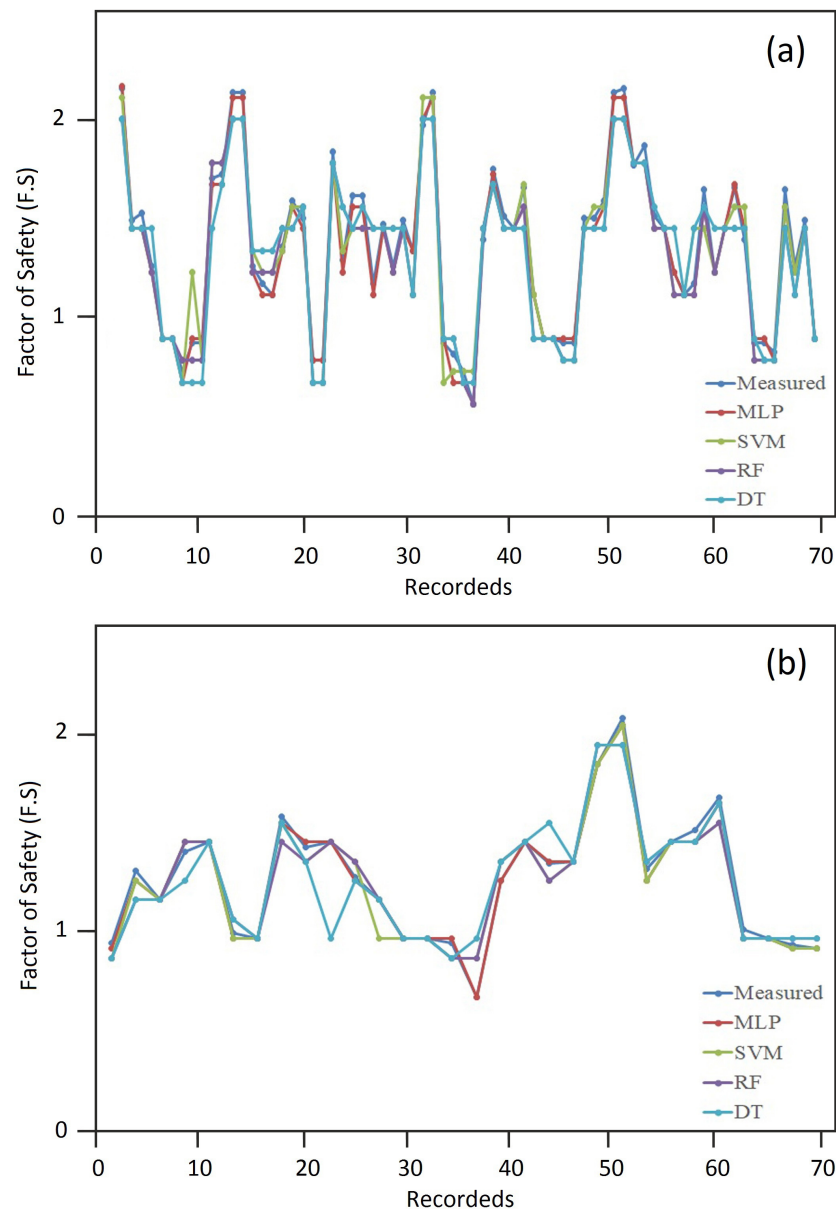 (a)
Factor of Safety (F.S)
2
1
0
Measured
MLP
SVM
RF
DT
0 10 20 30 40 50 60 70
Recordeds
(b)
Factor of Safety (F.S)
2
1
0
Measured
MLP
SVM
RF
DT
0 10 20 30 40 50 60 70
Recordeds